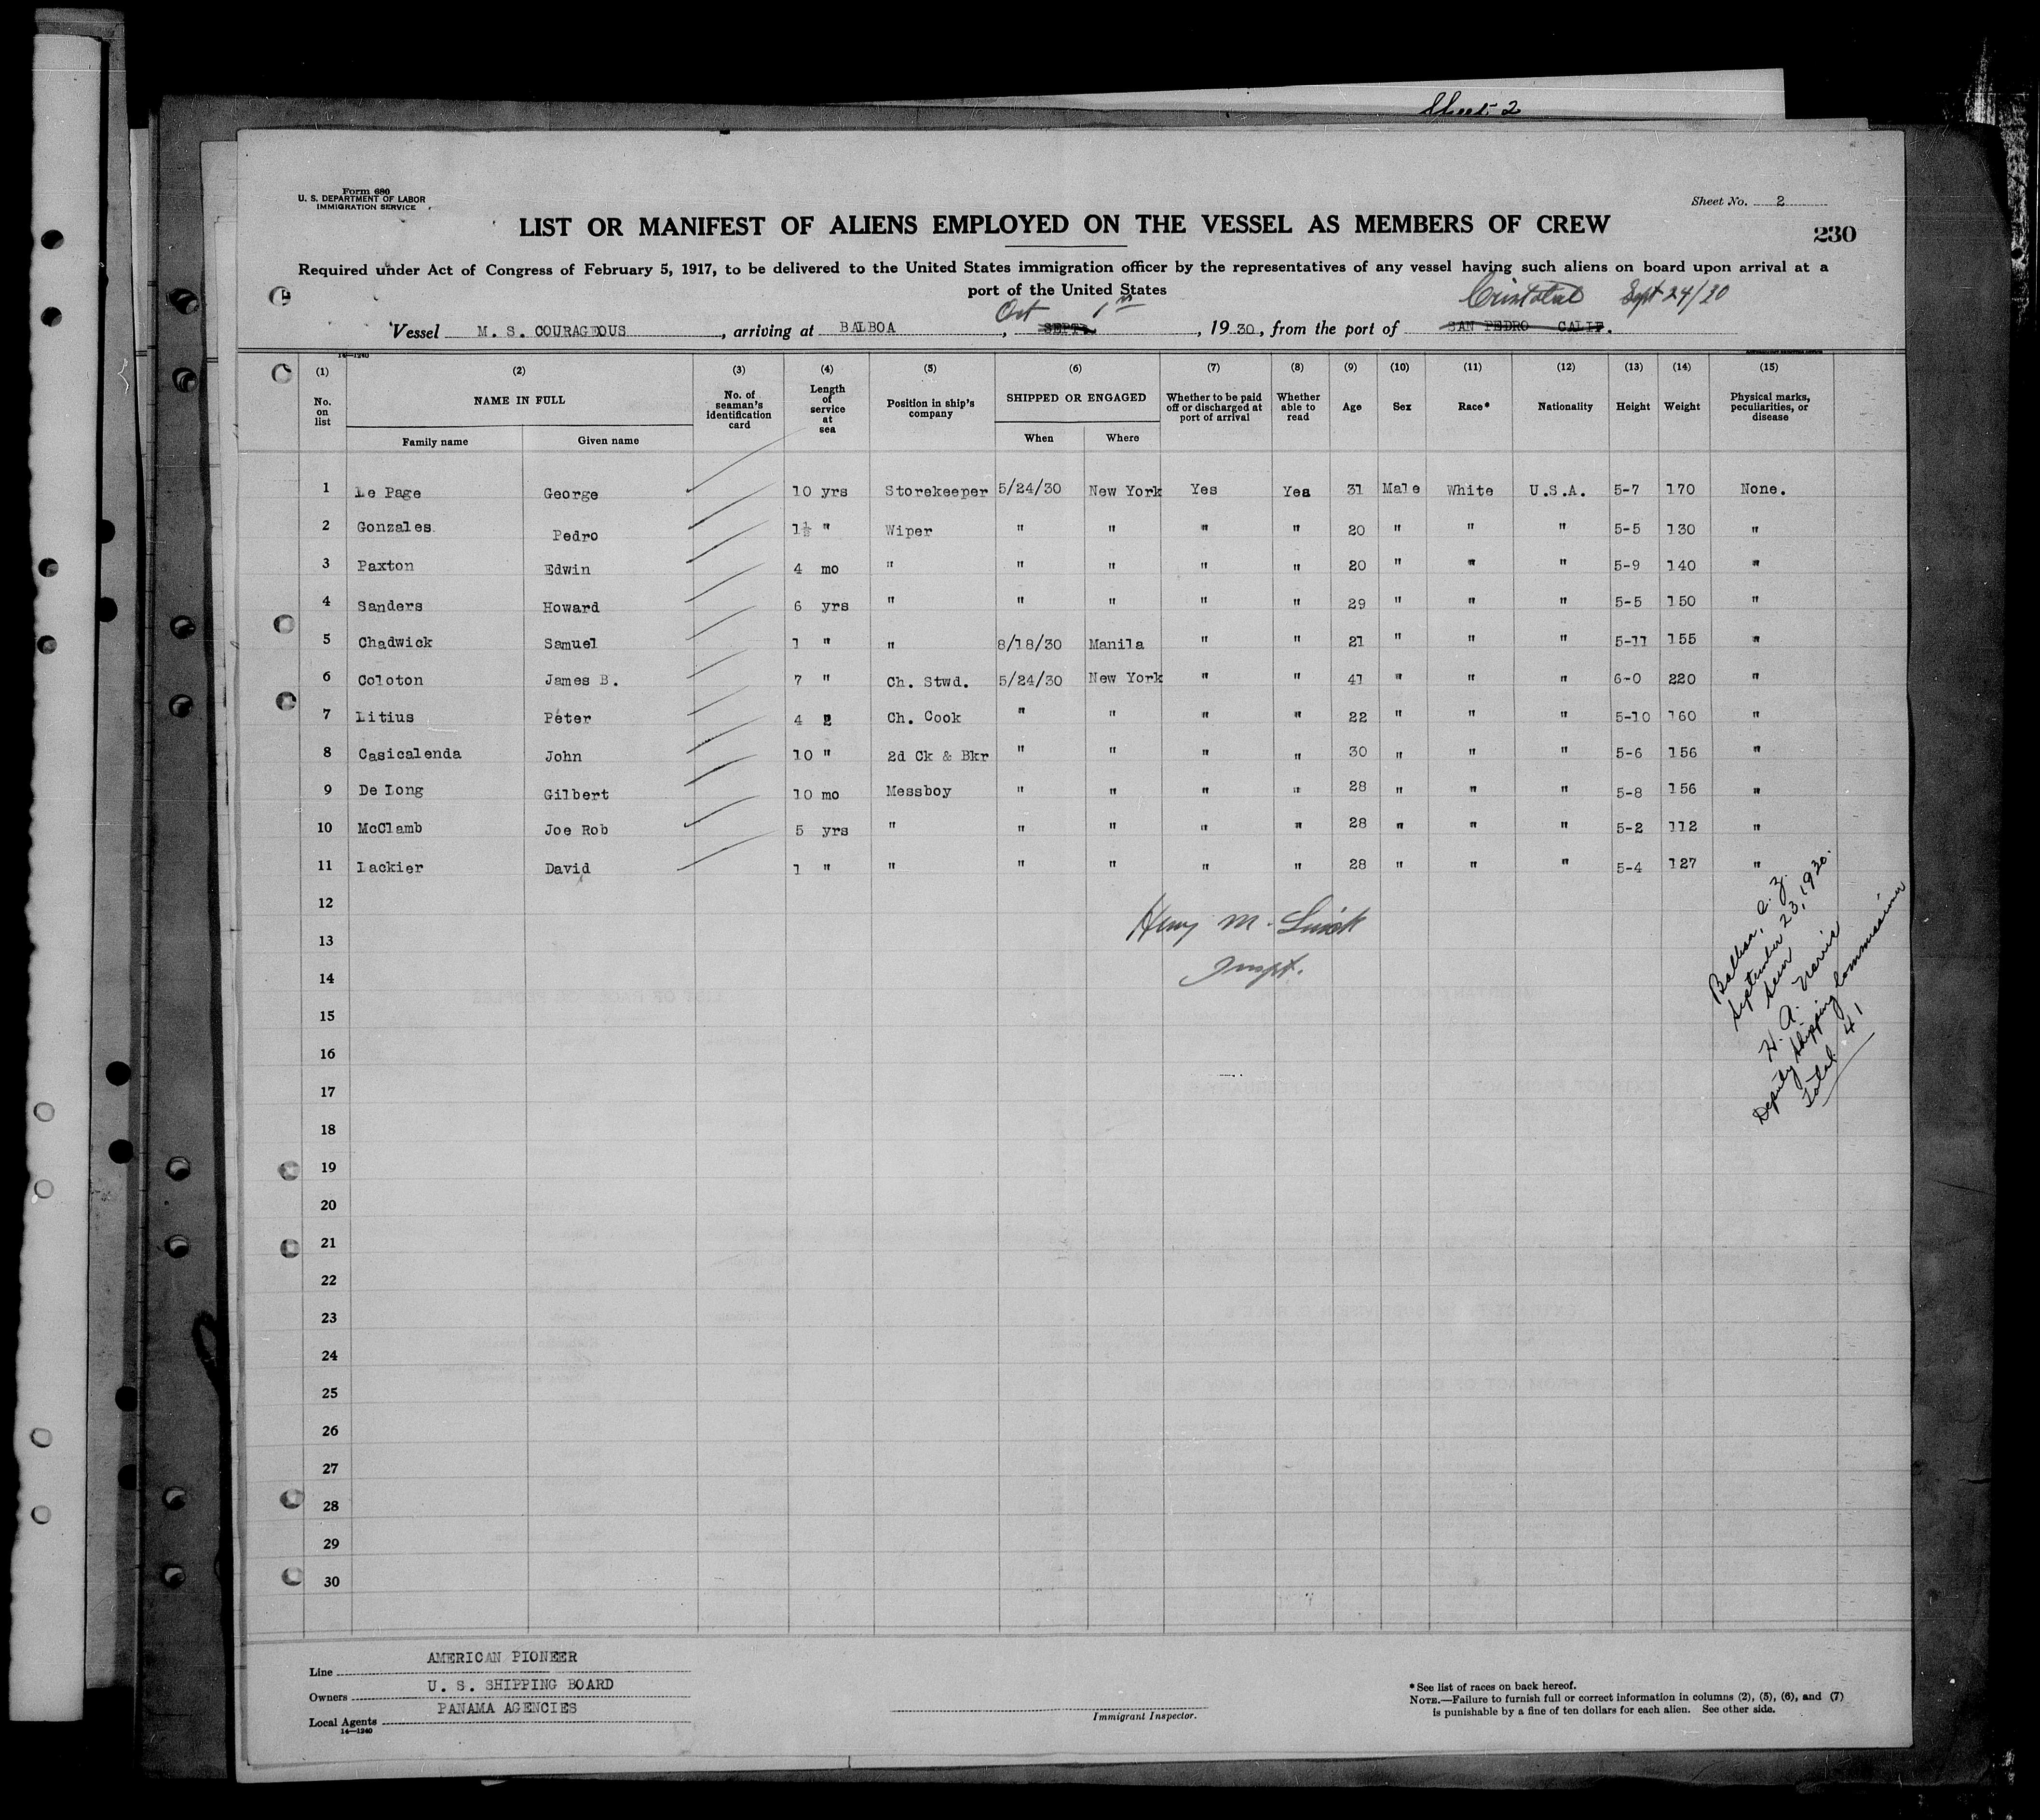 Sheet 2
Form 680
U. S. DEPARTMENT OF LABOR
IMMIGRATION SERVICE
Sheet No. 2
LIST OR MANIFEST OF ALIENS EMPLOYED ON THE VESSEL AS MEMBERS OF CREW
230
Required under Act of Congress of February 5, 1917, to be delivered to the United States immigration officer by the representatives of any vessel having such aliens on board upon arrival at a
port of the United States
Oct 1st Cristobal Sept 24/30
Vessel M. S. COURAGEOUS, arriving at BALBOA, SEPT., 1930, from the port of SAN PEDRO CALIF.
14—1240
(1) (2) (3) (4) (5) (6) (7) (8) (9) (10) (11) (12) (13) (14) (15)
No. on list NAME IN FULL Family name Given name No. of seaman's identification card Length of service at sea Position in ship's company SHIPPED OR ENGAGED When Where Whether to be paid off or discharged at port of arrival Whether able to read Age Sex Race* Nationality Height Weight Physical marks, peculiarities, or disease
1 Le Page George 10 yrs Storekeeper 5/24/30 New York Yes Yes 31 Male White U.S.A. 5-7 170 None.
2 Gonzales Pedro 1½ " Wiper " " " " 20 " " " 5-5 130 "
3 Paxton Edwin 4 mo " " " " " 20 " " " 5-9 140 "
4 Sanders Howard 6 yrs " " " " " 29 " " " 5-5 150 "
5 Chadwick Samuel 1 " " 8/18/30 Manila " " 21 " " " 5-11 155 "
6 Coloton James B. 7 " Ch. Stwd. 5/24/30 New York " " 41 " " " 6-0 220 "
7 Litius Peter 4 " Ch. Cook " " " " 22 " " " 5-10 160 "
8 Casicalenda John 10 " 2d Ck & Bkr " " " " 30 " " " 5-6 156 "
9 De Long Gilbert 10 mo Messboy " " " " 28 " " " 5-8 156 "
10 McClamb Joe Rob 5 yrs " " " " " 28 " " " 5-2 112 "
11 Lackier David 1 " " " " " " 28 " " " 5-4 127 "
12
13
14
15
16
17
18
19
20
21
22
23
24
25
26
27
28
29
30
Henry M.
Inspt.
Balboa, C. Z.
September 23, 1930.
Seen
H. A.
Deputy Shipping Commissioner
Total 41
Line AMERICAN PIONEER
Owners U. S. SHIPPING BOARD
Local Agents PANAMA AGENCIES
14—1240
Immigrant Inspector.
*See list of races on back hereof.
NOTE.—Failure to furnish full or correct information in columns (2), (5), (6), and (7)
is punishable by a fine of ten dollars for each alien. See other side.